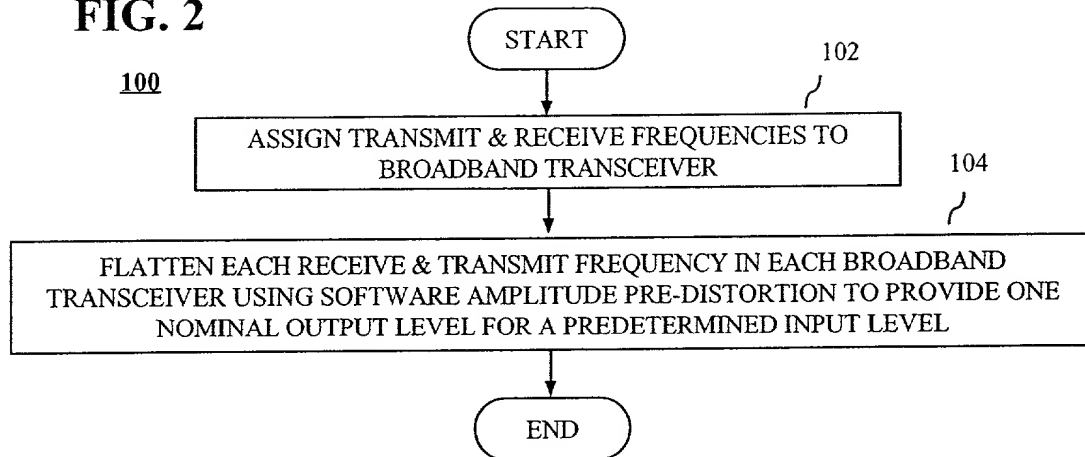 FIG. 2
100
START
102
ASSIGN TRANSMIT & RECEIVE FREQUENCIES TO
BROADBAND TRANSCEIVER
104
FLATTEN EACH RECEIVE & TRANSMIT FREQUENCY IN EACH BROADBAND
TRANSCEIVER USING SOFTWARE AMPLITUDE PRE-DISTORTION TO PROVIDE ONE
NOMINAL OUTPUT LEVEL FOR A PREDETERMINED INPUT LEVEL
END